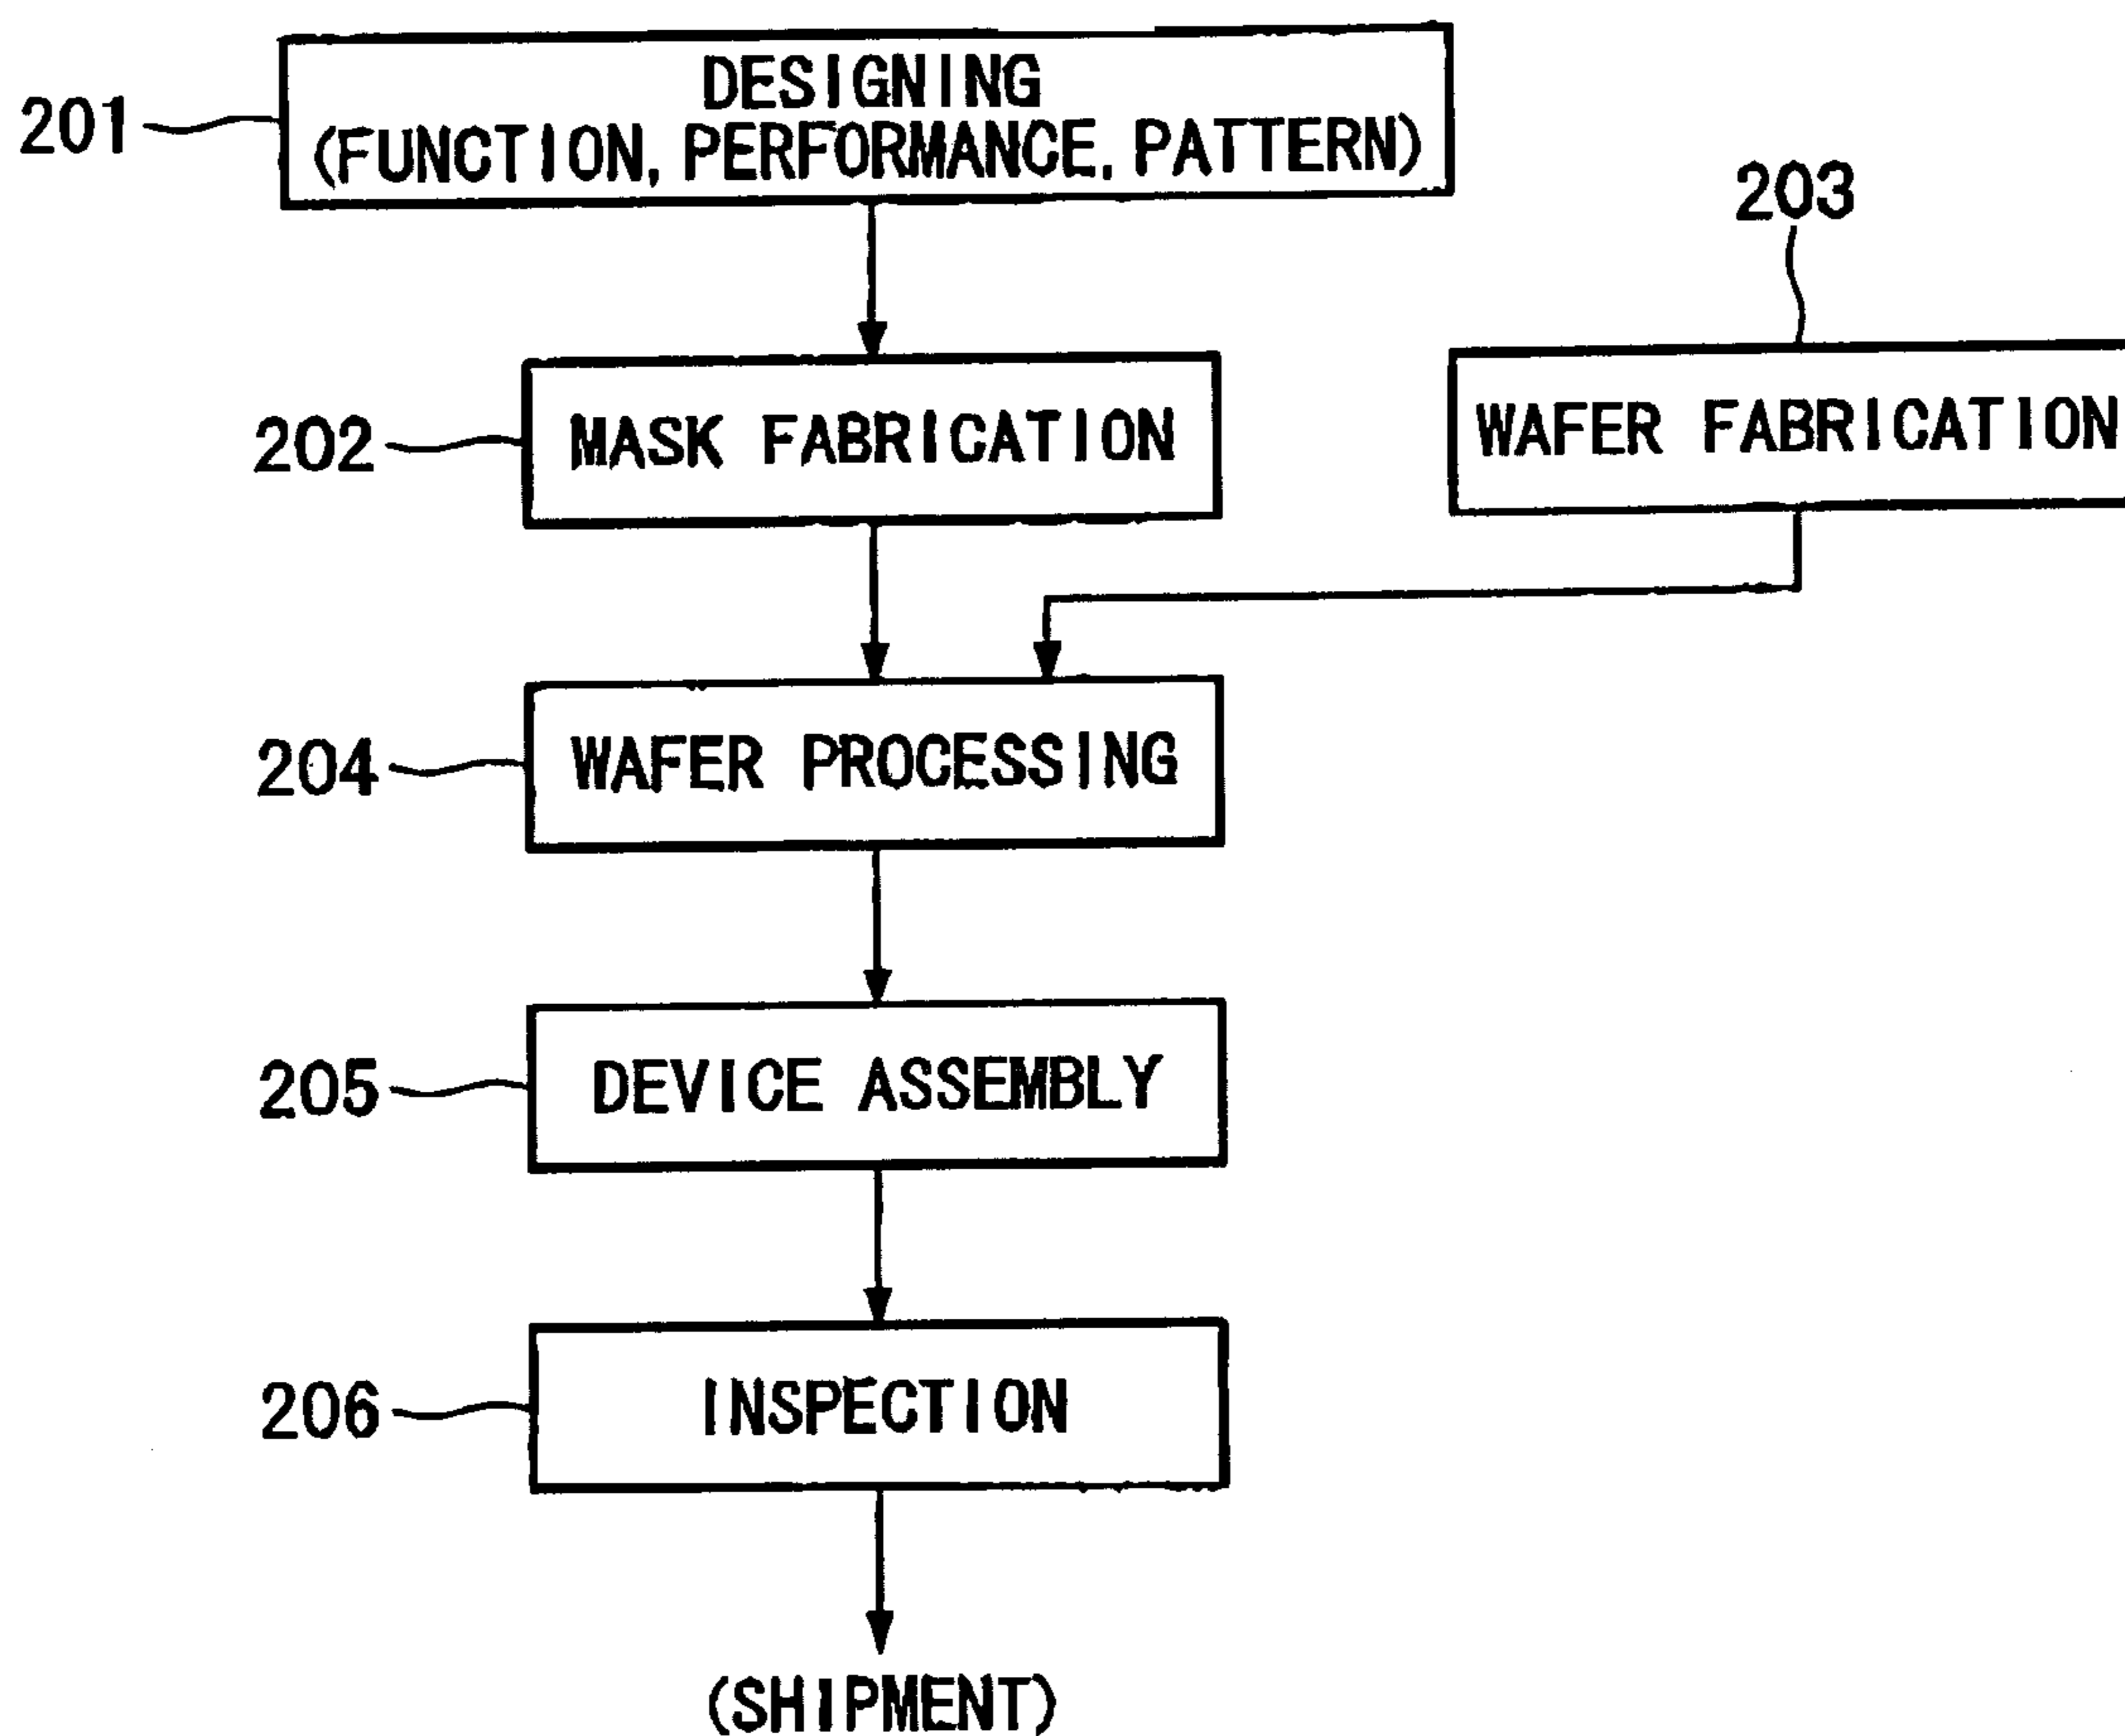 DESIGNING
201
(FUNCTION, PERFORMANCE, PATTERN)
203
202
MASK FABRICATION
WAFER FABRICATION
204
WAFER PROCESSING
205
DEVICE ASSEMBLY
206
INSPECTION
(SHIPMENT)